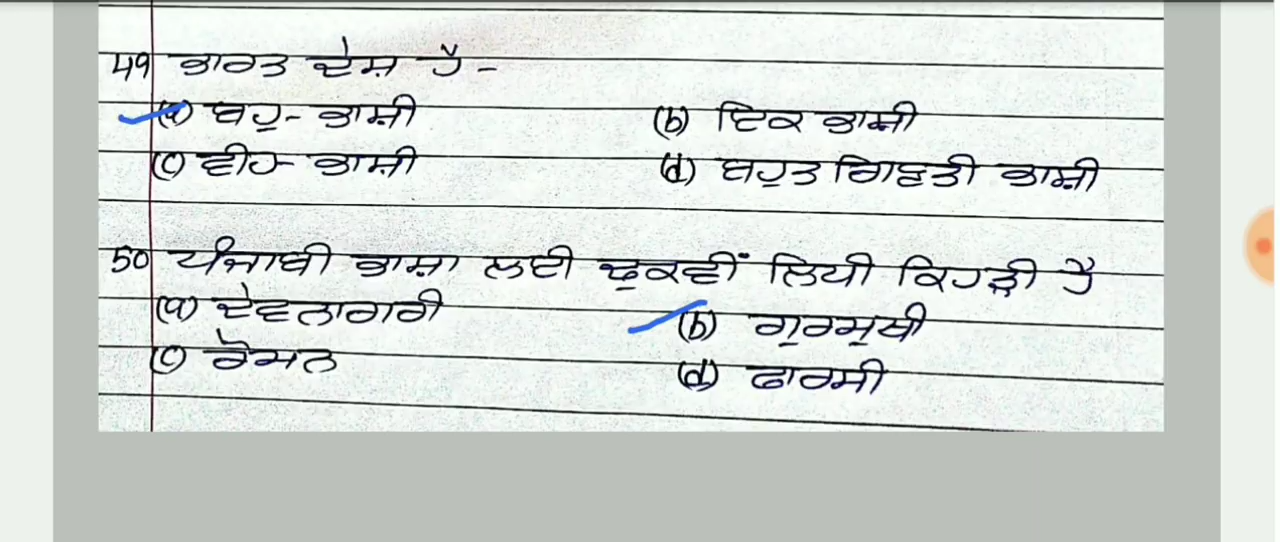 49 ਭਾਰਤ ਦੇਸ਼ ਹੈ -
(a) ਬਹੁ- ਭਾਸ਼ੀ (b) ਇਕ ਭਾਸ਼ੀ
(c) ਵੀਹ- ਭਾਸ਼ੀ (d) ਬਹੁਤ ਗਿਣਤੀ ਭਾਸ਼ੀ
50 ਪੰਜਾਬੀ ਭਾਸ਼ਾ ਲਈ ਢੁਕਵੀਂ ਲਿਪੀ ਕਿਹੜੀ ਹੈ
(a) ਦੇਵਨਾਗਰੀ (b) ਗੁਰਮੁਖੀ
(c) ਰੋਮਨ (d) ਫਾਰਸੀ